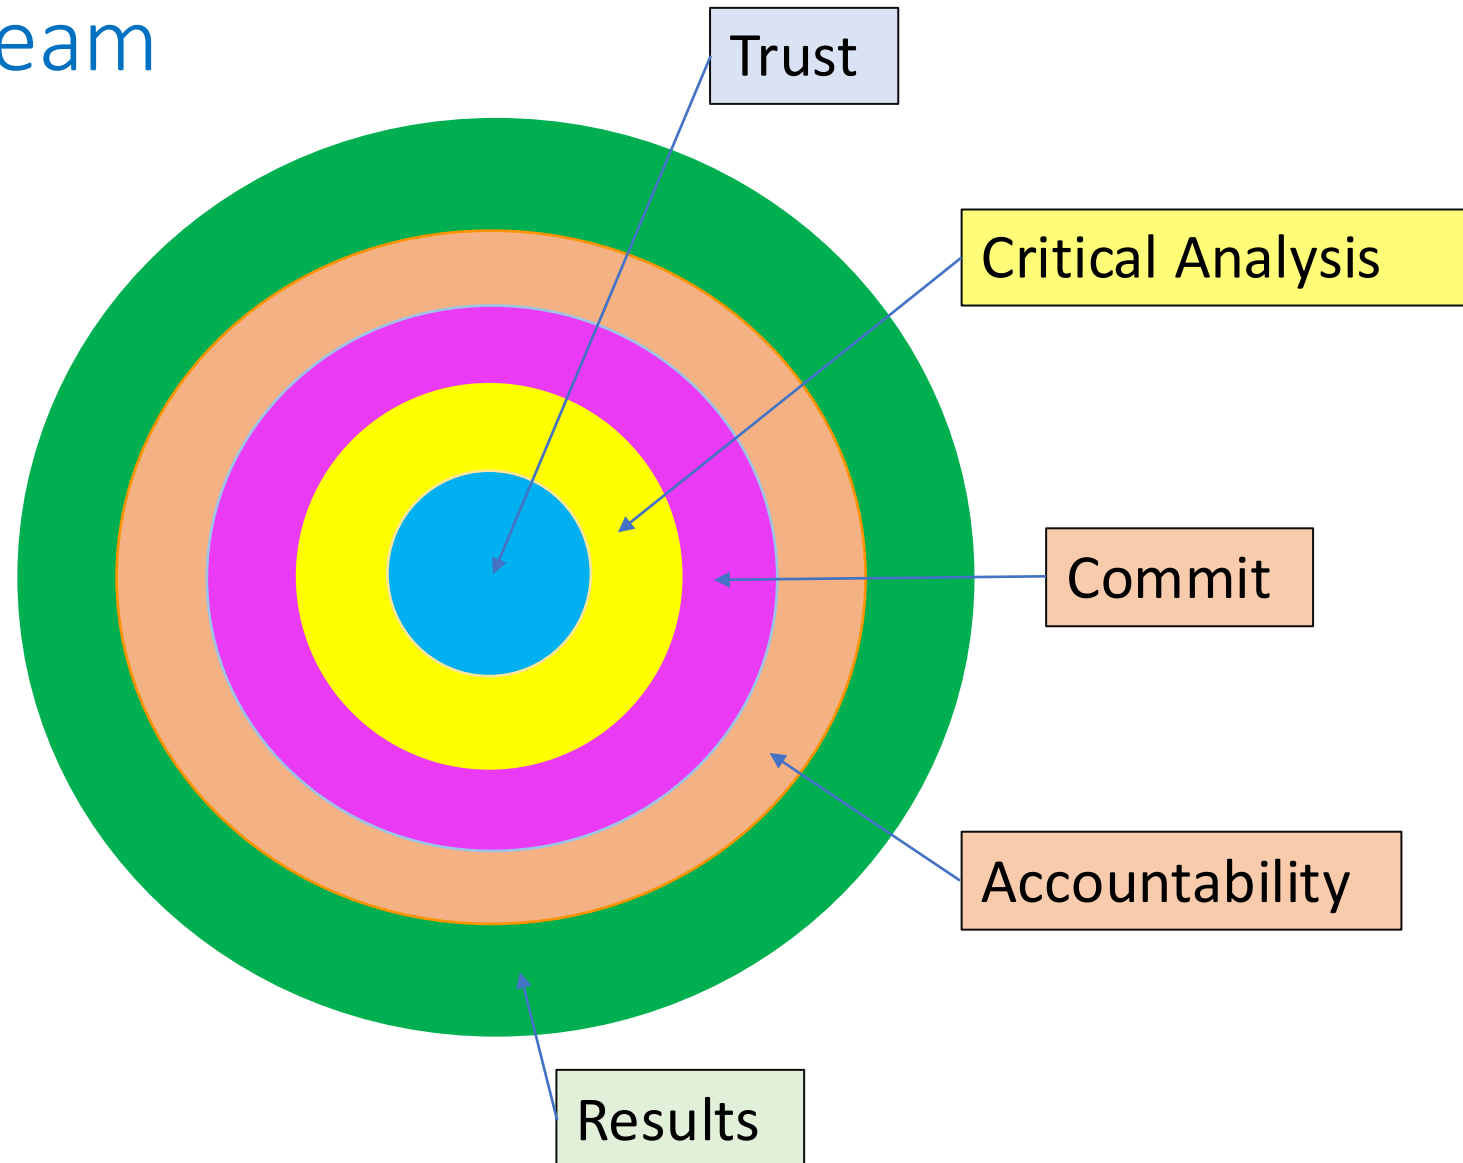 eam
Trust
Critical Analysis
Commit
Accountability
Results